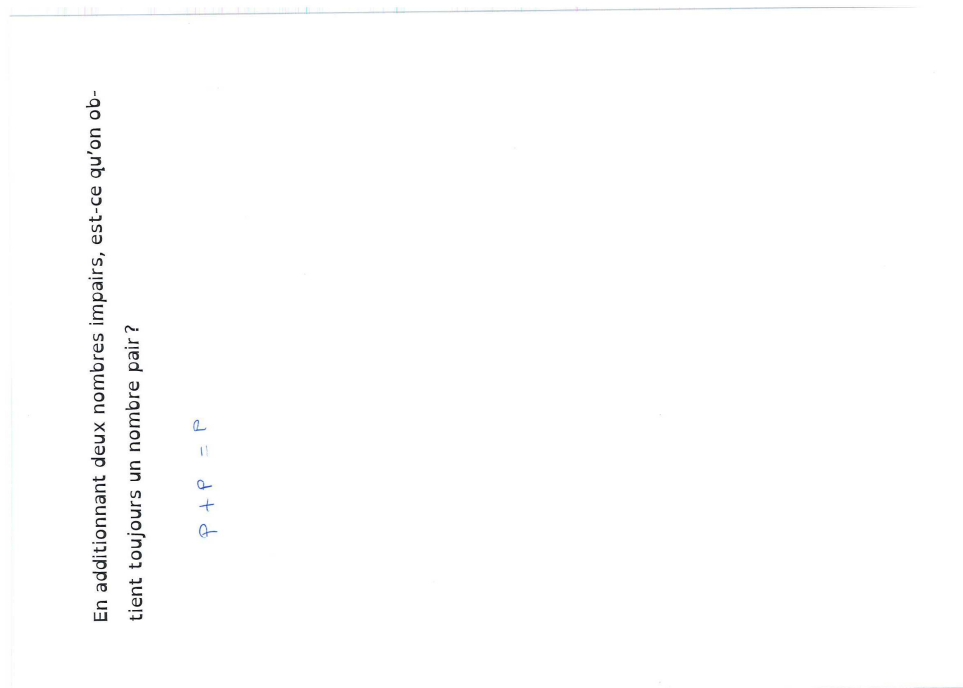 En additionnant deux nombres impairs, est-ce qu'on ob-
tient toujours un nombre pair ?
P + P = P